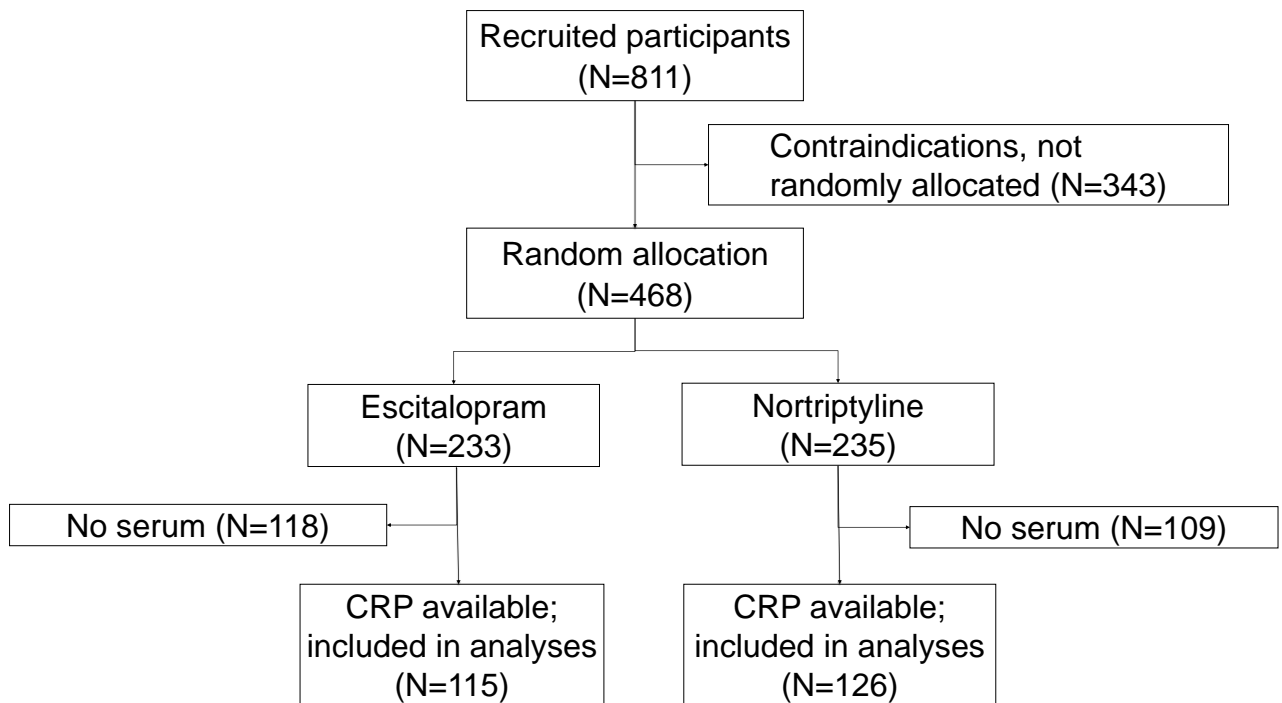 Recruited participants
(N=811)
Contraindications, not
randomly allocated (N=343)
Random allocation
(N=468)
Escitalopram
(N=233)
Nortriptyline
(N=235)
No serum (N=118)
No serum (N=109)
CRP available;
included in analyses
(N=115)
CRP available;
included in analyses
(N=126)